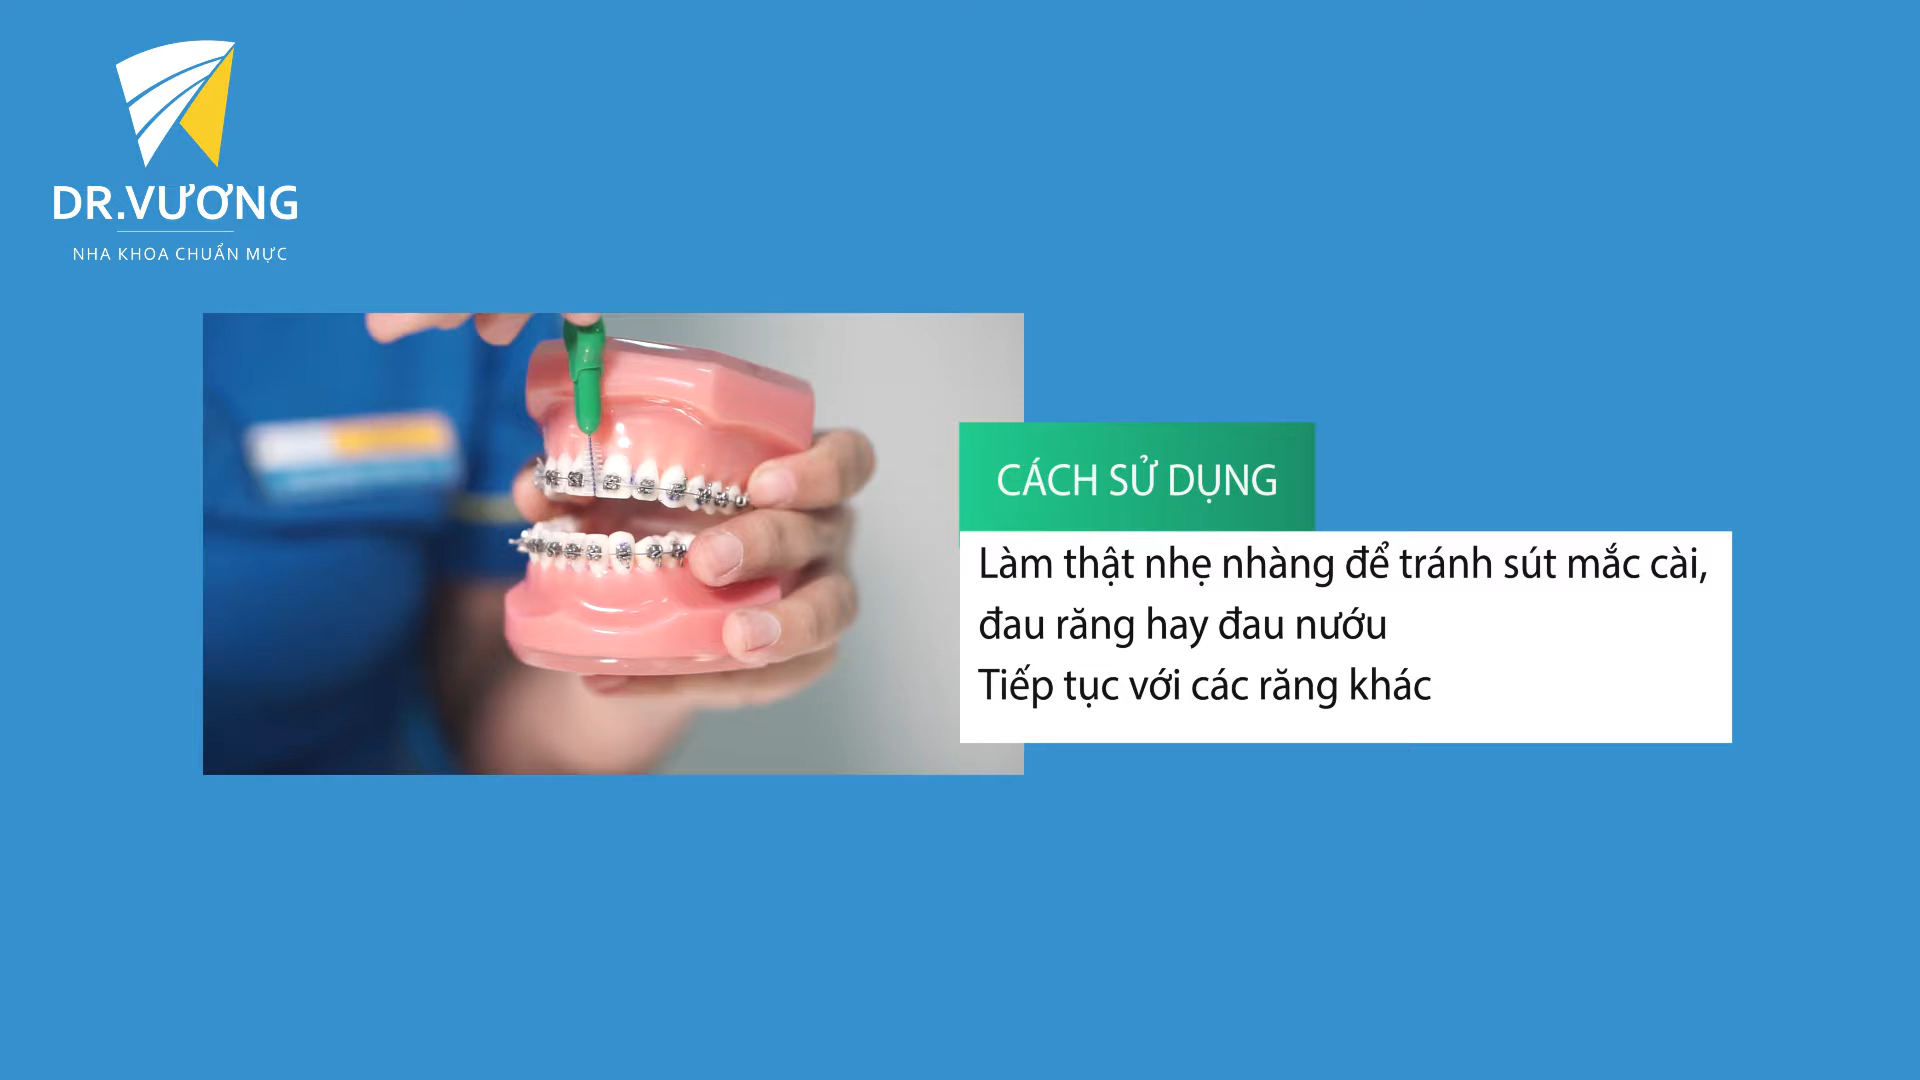 DR.VƯƠNG
NHA KHOA CHUẨN MỰC
CÁCH SỬ DỤNG
Làm thật nhẹ nhàng để tránh sút mắc cài,
đau răng hay đau nướu
Tiếp tục với các răng khác